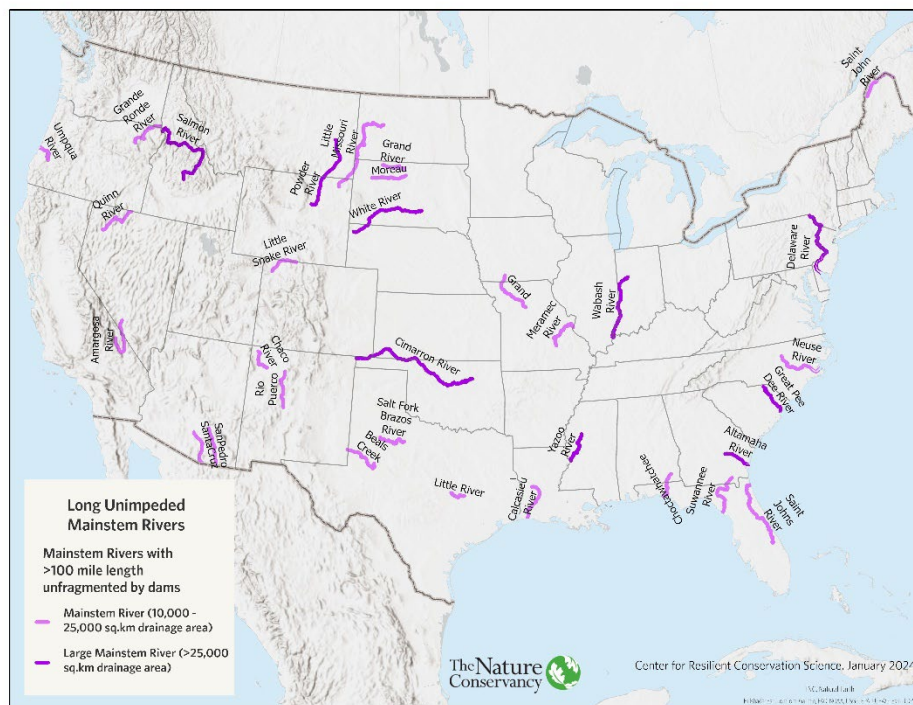 Saint
John
River
Grande
Ronde
River
Salmon
River
Umpqua
River
Little
Missouri
River
Grand
River
Moreau
Powder
River
White River
Quinn
River
Little
Snake River
Delaware
River
Grand
Meramec
River
Wabash
River
Amargosa
River
Chaco
River
Rio
Puerco
Cimarron River
Neuse
River
Great Pee
Dee River
Salt Fork
Brazos
River
Beals
Creek
Yazoo
River
Altamaha
River
SanPedro
SantaCruz
Little River
Calcasieu
River
Choctawhatchee
Suwannee
River
Saint
Johns
River
Long Unimpeded
Mainstem Rivers
Mainstem Rivers with
>100 mile length
unfragmented by dams
Mainstem River (10,000 -
25,000 sq.km drainage area)
Large Mainstem River (>25,000
sq.km drainage area)
The Nature
Conservancy
Center for Resilient Conservation Science. January 2024